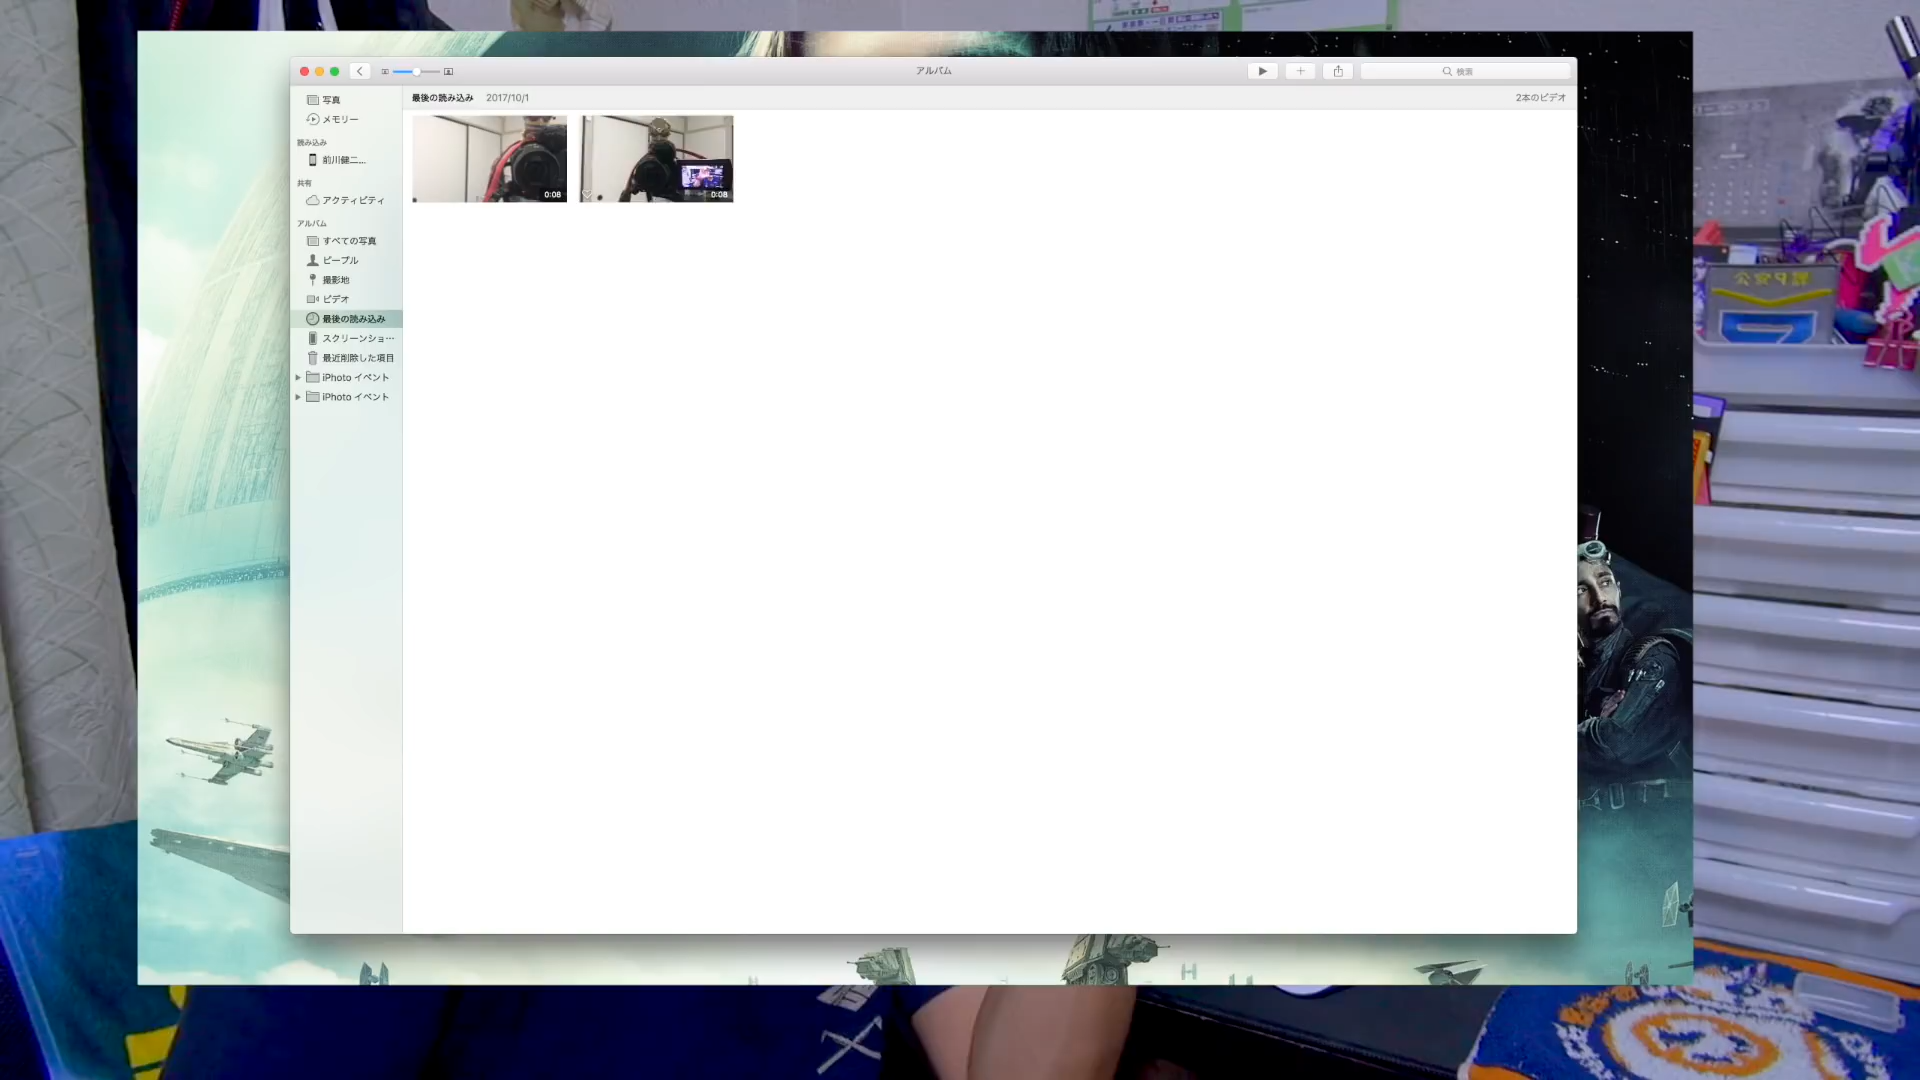 アルバム
検索
写真
メモリー
読み込み
前川健二...
共有
アクティビティ
アルバム
すべての写真
ピープル
撮影地
ビデオ
最後の読み込み
スクリーンショ…
最近削除した項目
iPhoto イベント
iPhoto イベント
最後の読み込み 2017/10/1
2本のビデオ
0:08
0:08
公安9課